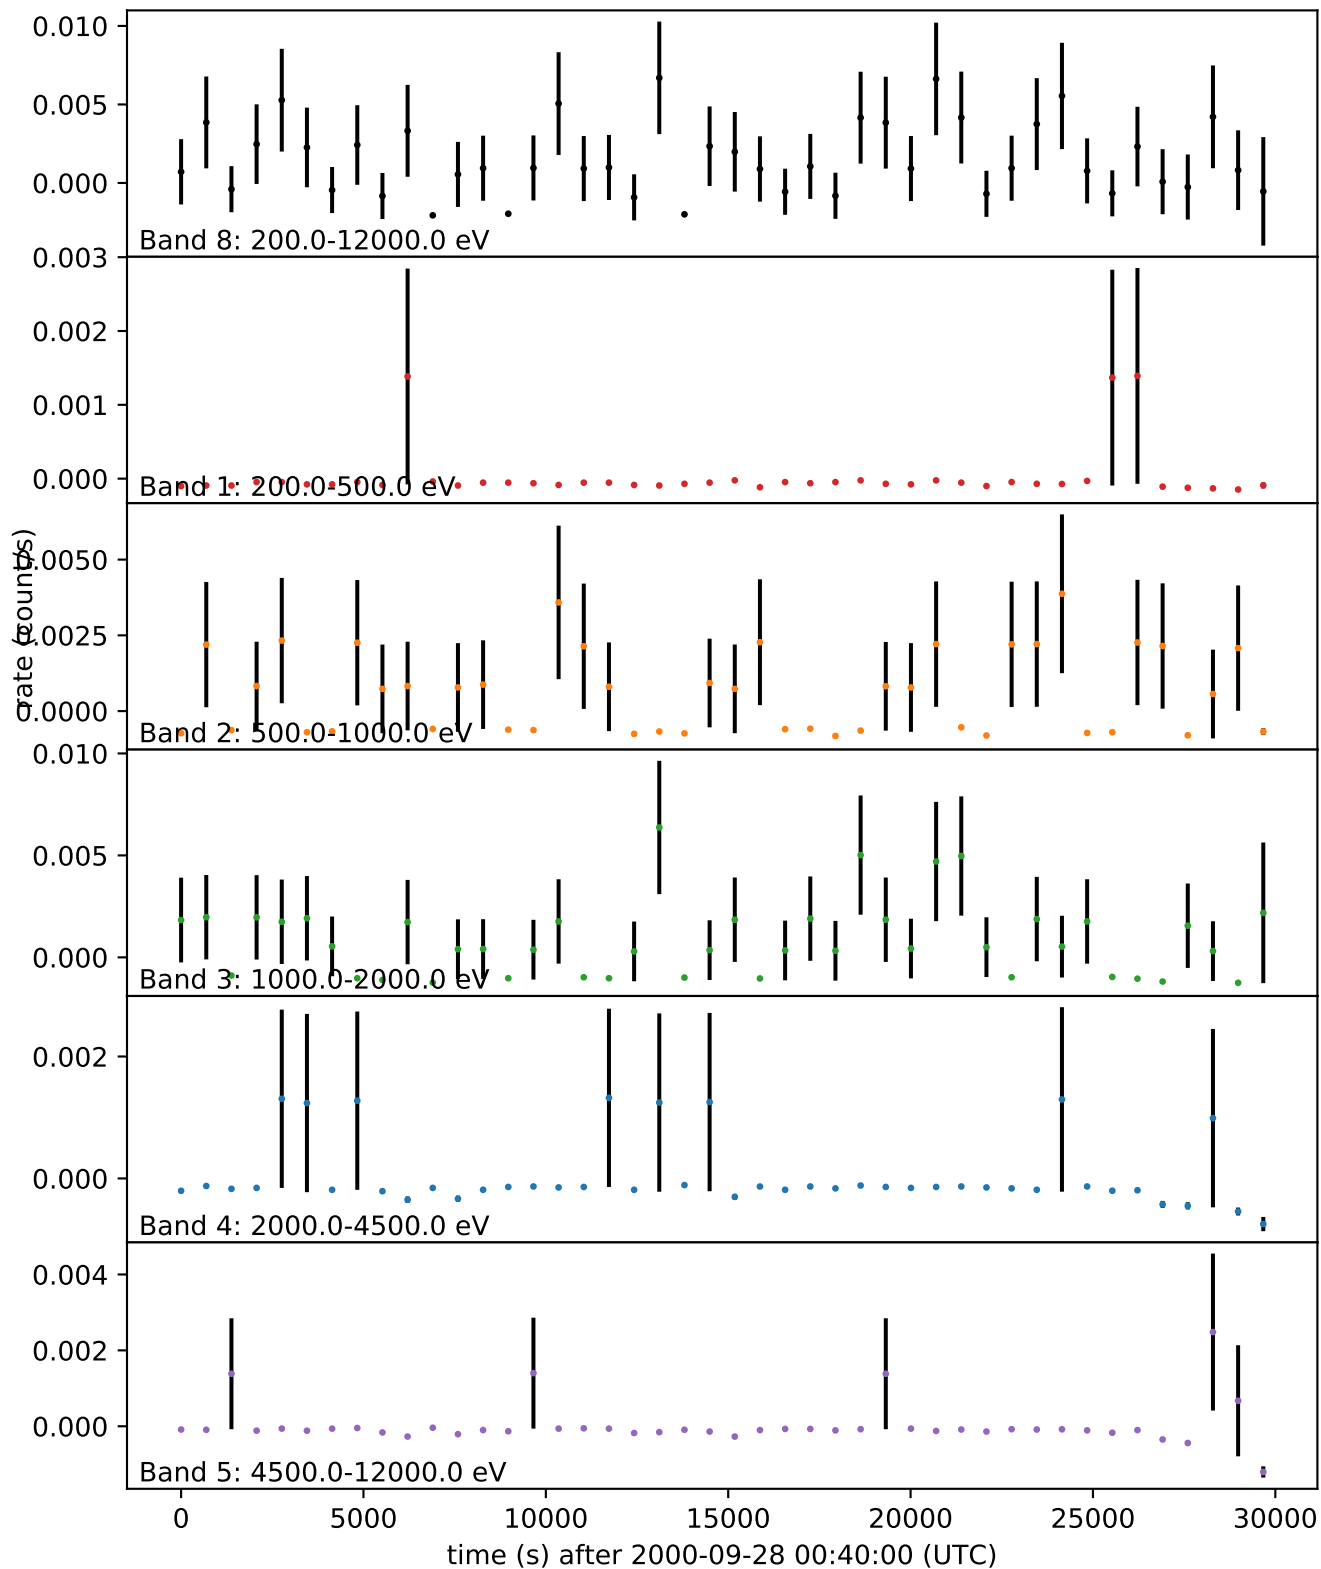 0.010
0.005
0.000
Band 8: 200.0-12000.0 eV
0.003
0.002
0.001
0.000
Band 1: 200.0-500.0 eV
rate (count/s)
0.0050
0.0025
0.0000
Band 2: 500.0-1000.0 eV
0.010
0.005
0.000
Band 3: 1000.0-2000.0 eV
0.002
0.000
Band 4: 2000.0-4500.0 eV
0.004
0.002
0.000
Band 5: 4500.0-12000.0 eV
0 5000 10000 15000 20000 25000 30000
time (s) after 2000-09-28 00:40:00 (UTC)